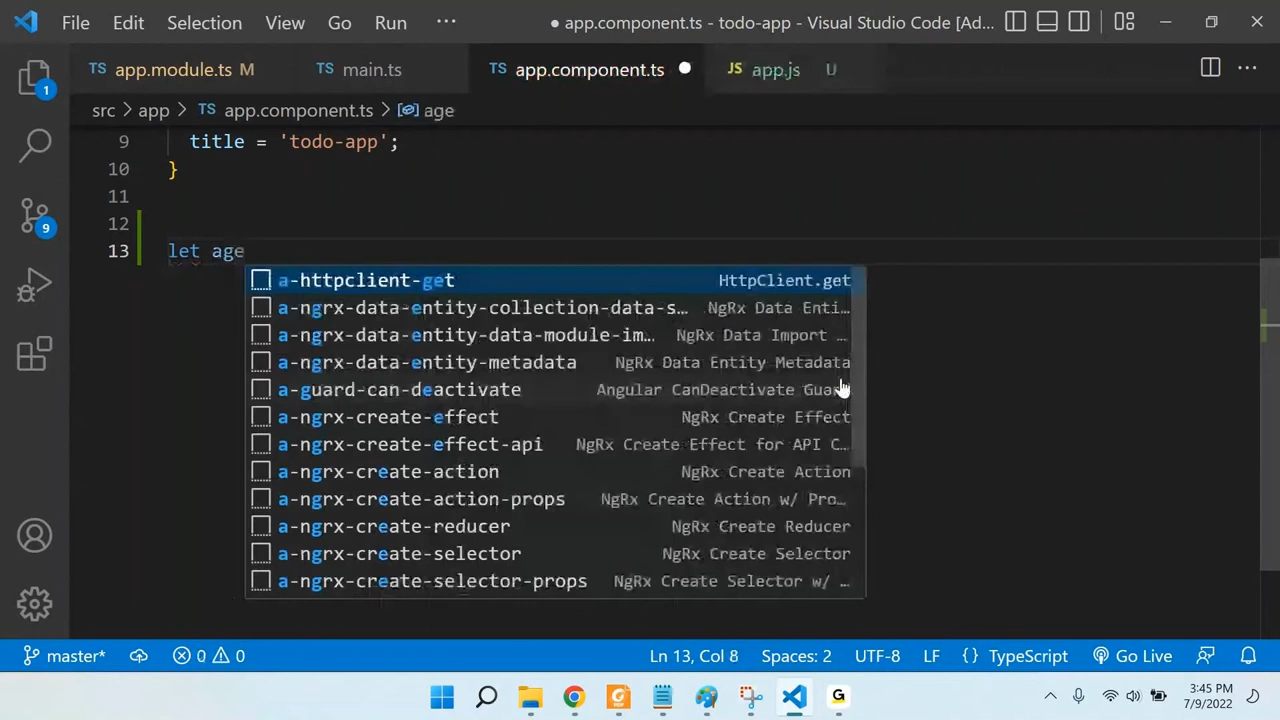 File Edit Selection View Go Run ··· ● app.component.ts - todo-app - Visual Studio Code [Ad...
TS app.module.ts M TS main.ts TS app.component.ts ● JS app.js U ···
src > app > TS app.component.ts > age
1
9 title = 'todo-app';
10 }
11
12
9
13 let age
a-httpclient-get HttpClient.get
a-ngrx-data-entity-collection-data-s... NgRx Data Enti...
a-ngrx-data-entity-data-module-im... NgRx Data Import ...
a-ngrx-data-entity-metadata NgRx Data Entity Metadata
a-guard-can-deactivate Angular CanDeactivate Guard
a-ngrx-create-effect NgRx Create Effect
a-ngrx-create-effect-api NgRx Create Effect for API C...
a-ngrx-create-action NgRx Create Action
a-ngrx-create-action-props NgRx Create Action w/ Pro...
a-ngrx-create-reducer NgRx Create Reducer
a-ngrx-create-selector NgRx Create Selector
a-ngrx-create-selector-props NgRx Create Selector w/ ...
master* 0 0 Ln 13, Col 8 Spaces: 2 UTF-8 LF {} TypeScript Go Live
G G
3:45 PM
7/9/2022